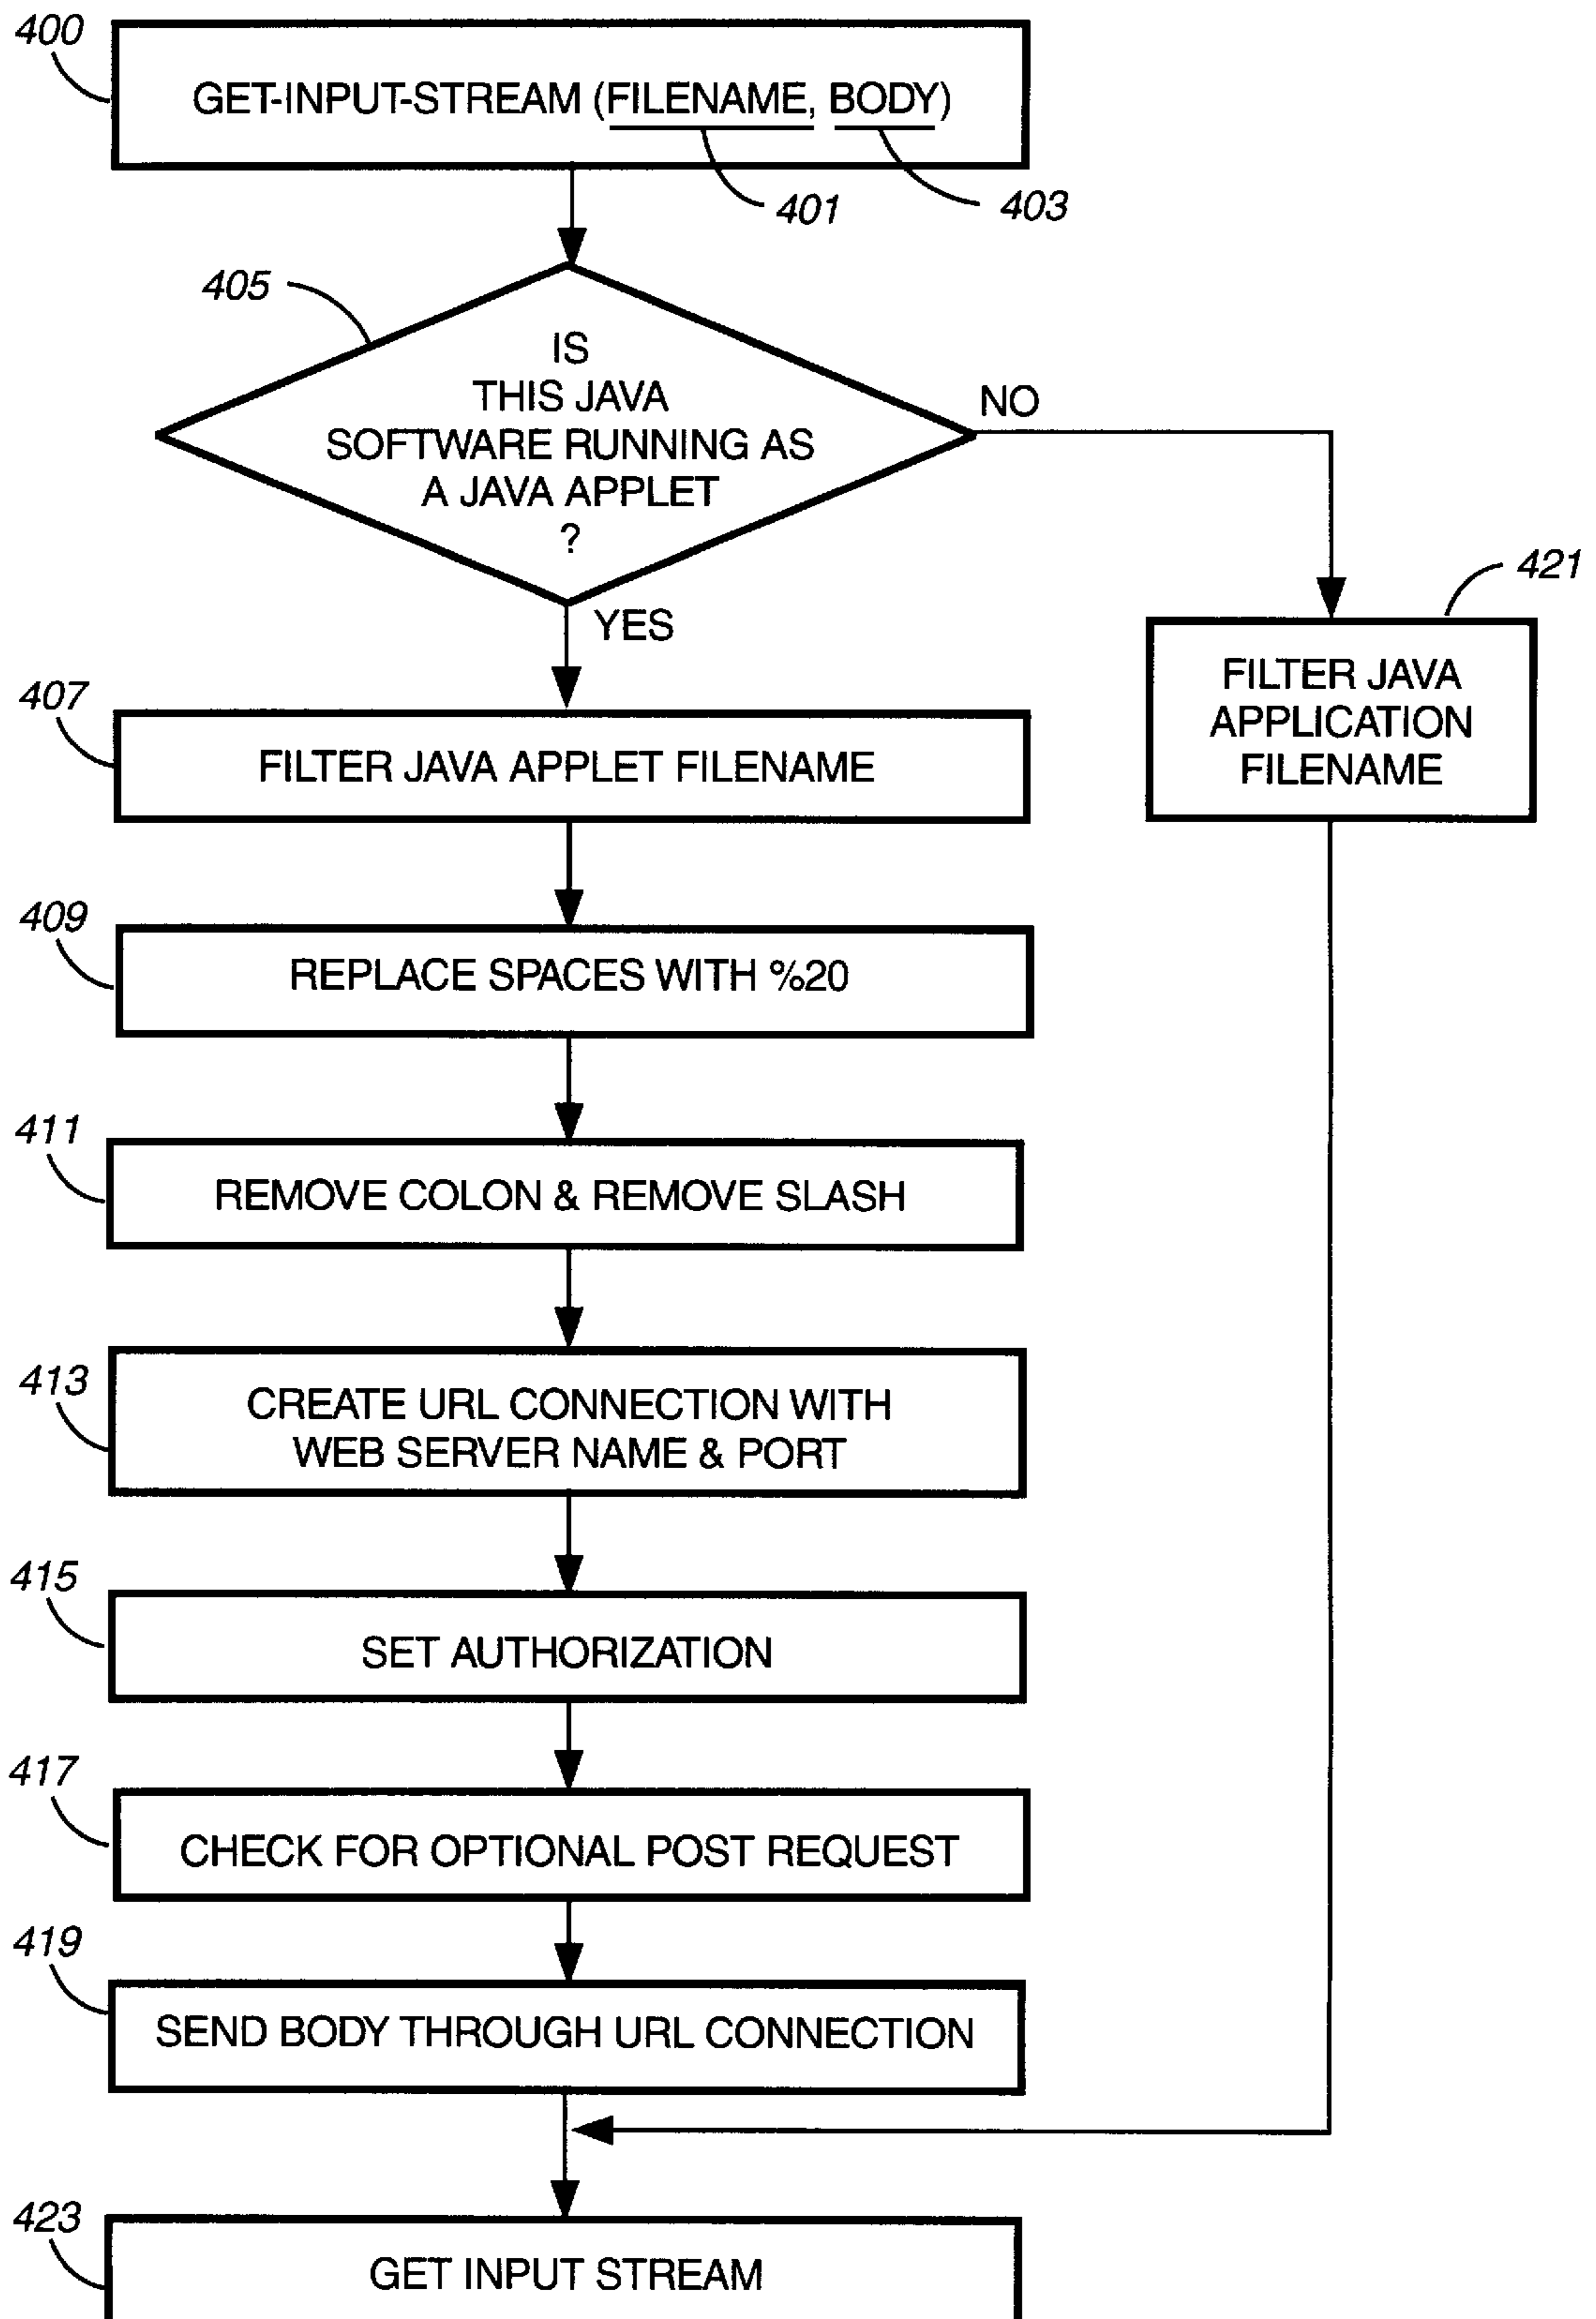 400
GET-INPUT-STREAM (FILENAME, BODY)
401
403
405
IS
THIS JAVA
SOFTWARE RUNNING AS
A JAVA APPLET
?
NO
YES
421
FILTER JAVA
APPLICATION
FILENAME
407
FILTER JAVA APPLET FILENAME
409
REPLACE SPACES WITH %20
411
REMOVE COLON & REMOVE SLASH
413
CREATE URL CONNECTION WITH
WEB SERVER NAME & PORT
415
SET AUTHORIZATION
417
CHECK FOR OPTIONAL POST REQUEST
419
SEND BODY THROUGH URL CONNECTION
423
GET INPUT STREAM